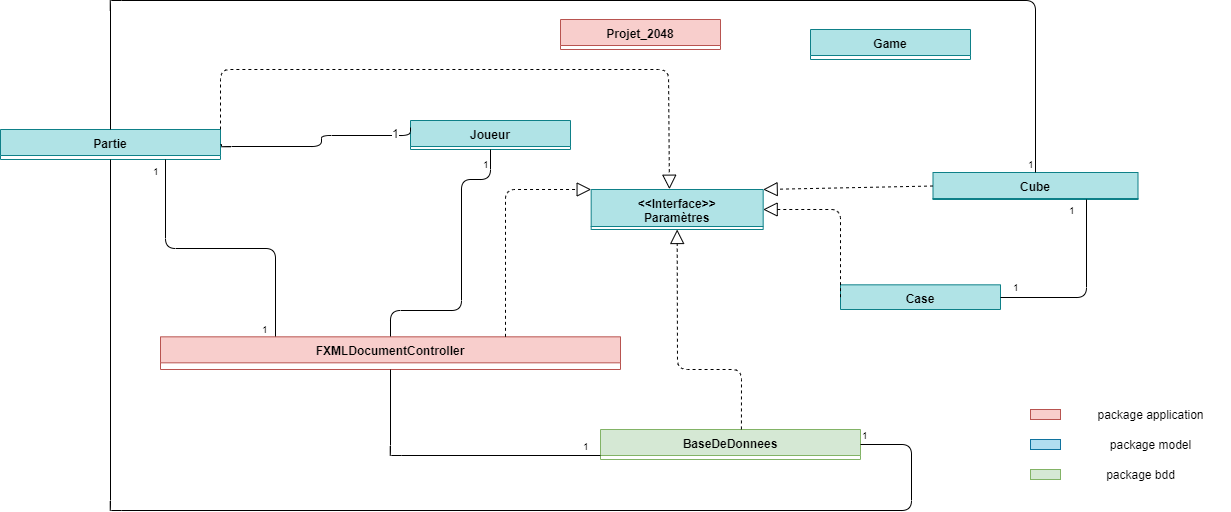 Projet_2048
Game
Partie
1
Joueur
1
1
1
Cube
1
<<Interface>>
Paramètres
1
Case
1
FXMLDocumentController
1
BaseDeDonnees
1
1
package application
package model
package bdd